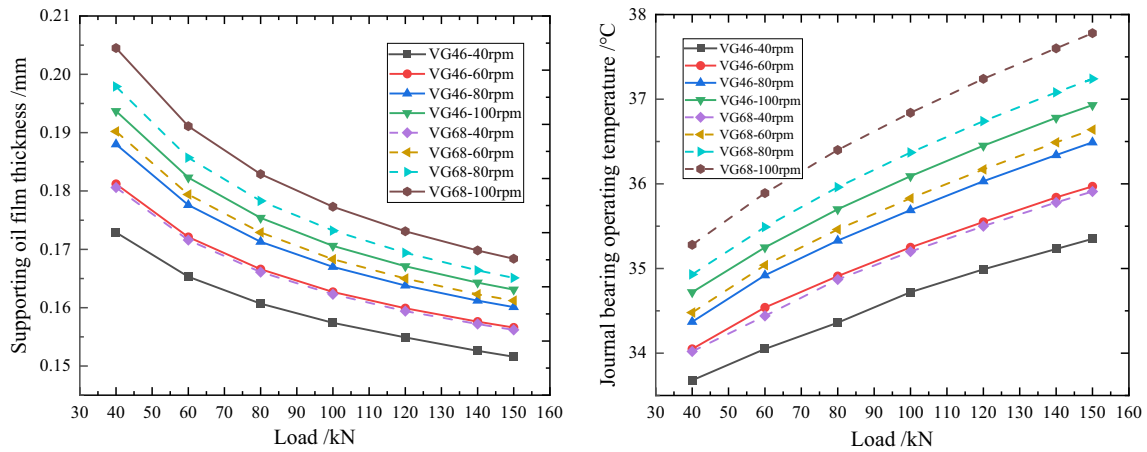 Supporting oil film thickness /mm
0.21
0.20
0.19
0.18
0.17
0.16
0.15
VG46-40rpm
VG46-60rpm
VG46-80rpm
VG46-100rpm
VG68-40rpm
VG68-60rpm
VG68-80rpm
VG68-100rpm
30 40 50 60 70 80 90 100 110 120 130 140 150 160
Load /kN
Journal bearing operating temperature /°C
38
37
36
35
34
VG46-40rpm
VG46-60rpm
VG46-80rpm
VG46-100rpm
VG68-40rpm
VG68-60rpm
VG68-80rpm
VG68-100rpm
30 40 50 60 70 80 90 100 110 120 130 140 150 160
Load /kN